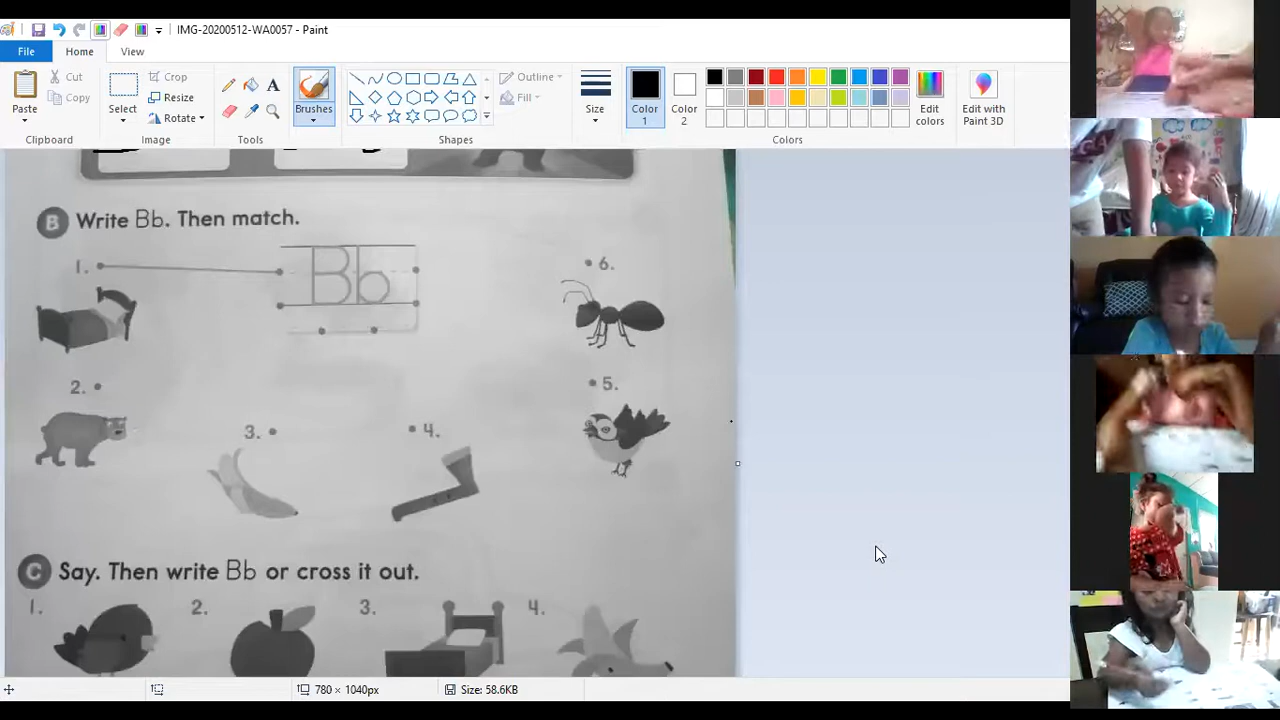 IMG-20200512-WA0057 - Paint
File Home View
Paste
Cut
Copy
Clipboard
Select
Crop
Resize
Rotate
Image
A
Tools
Brushes
Shapes
Outline
Fill
Size
Color 1
Color 2
Colors
Edit colors
Edit with Paint 3D
B Write Bb. Then match.
1.
Bb
6.
2.
5.
3.
4.
C Say. Then write Bb or cross it out.
1. 2. 3. 4.
780 × 1040px
Size: 58.6KB